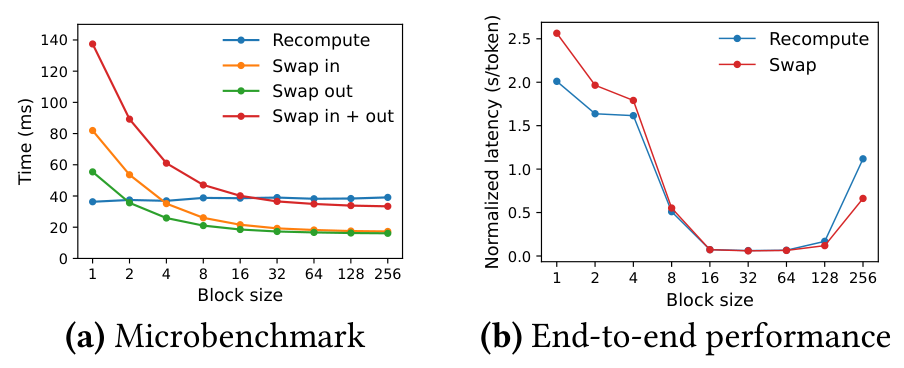 Time (ms)
140
120
100
80
60
40
20
0
Recompute
Swap in
Swap out
Swap in + out
1 2 4 8 16 32 64 128 256
Block size
(a) Microbenchmark
Normalized latency (s/token)
2.5
2.0
1.5
1.0
0.5
0.0
Recompute
Swap
1 2 4 8 16 32 64 128 256
Block size
(b) End-to-end performance